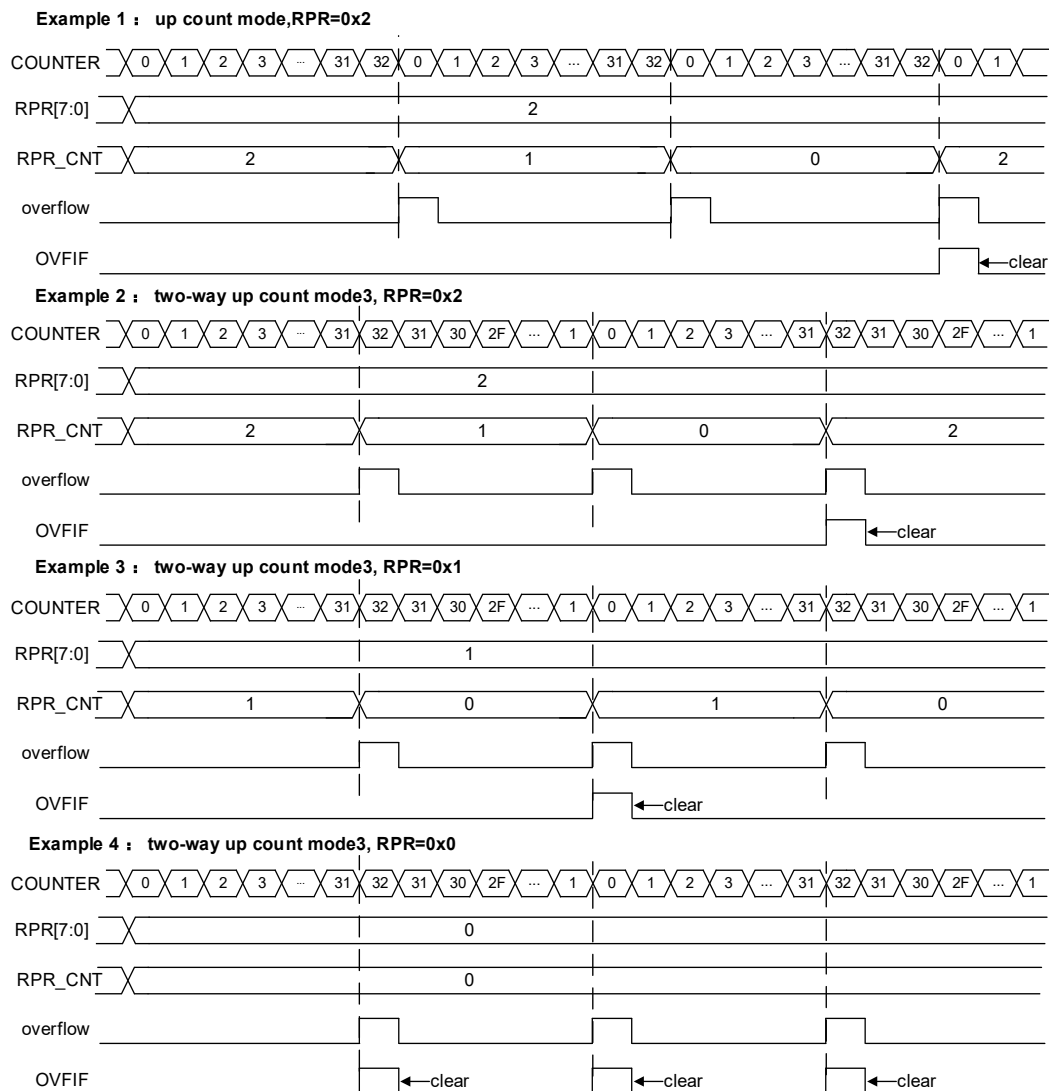 Example 1 : up count mode,RPR=0x2
COUNTER 0 1 2 3 ... 31 32 0 1 2 3 ... 31 32 0 1 2 3 ... 31 32 0 1
RPR[7:0] 2
RPR_CNT 2 1 0 2
overflow
OVFIF clear
Example 2 : two-way up count mode3, RPR=0x2
COUNTER 0 1 2 3 ... 31 32 31 30 2F ... 1 0 1 2 3 ... 31 32 31 30 2F ... 1
RPR[7:0] 2
RPR_CNT 2 1 0 2
overflow
OVFIF clear
Example 3 : two-way up count mode3, RPR=0x1
COUNTER 0 1 2 3 ... 31 32 31 30 2F ... 1 0 1 2 3 ... 31 32 31 30 2F ... 1
RPR[7:0] 1
RPR_CNT 1 0 1 0
overflow
OVFIF clear
Example 4 : two-way up count mode3, RPR=0x0
COUNTER 0 1 2 3 ... 31 32 31 30 2F ... 1 0 1 2 3 ... 31 32 31 30 2F ... 1
RPR[7:0] 0
RPR_CNT 0
overflow
OVFIF clear clear clear